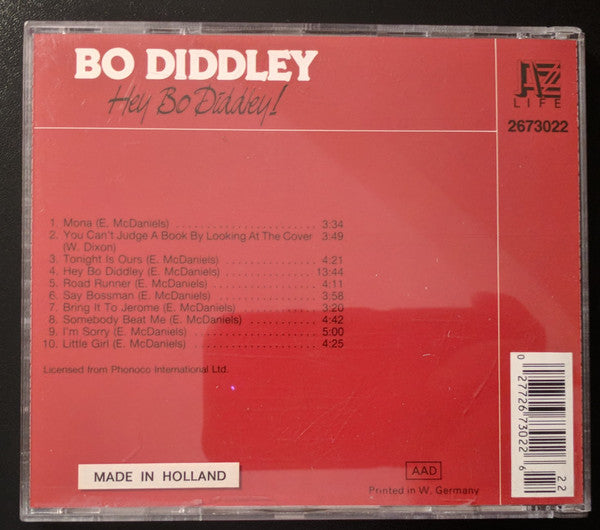 BO DIDDLEY
Hey Bo Diddley!
JAZZ
LIFE
2673022
1. Mona (E. McDaniels) 3:34
2. You Can't Judge A Book By Looking At The Cover 3:49
(W. Dixon)
3. Tonight Is Ours (E. McDaniels) 4:21
4. Hey Bo Diddley (E. McDaniels) 13:44
5. Road Runner (E. McDaniels) 4:11
6. Say Bossman (E. McDaniels) 3:58
7. Bring It To Jerome (E. McDaniels) 3:20
8. Somebody Beat Me (E. McDaniels) 4:42
9. I'm Sorry (E. McDaniels) 5:00
10. Little Girl (E. McDaniels) 4:25
Licensed from Phonoco International Ltd.
MADE IN HOLLAND
AAD
Printed in W. Germany
0 27726 73022 6
22